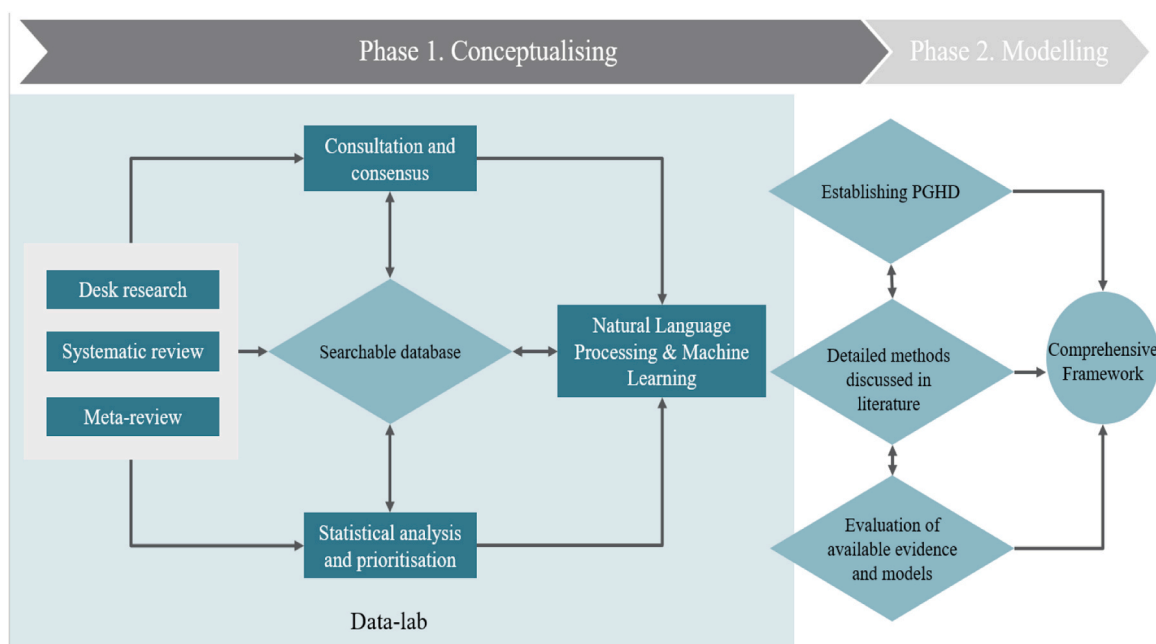 Phase 1. Conceptualising
Phase 2. Modelling
Consultation and
consensus
Desk research
Systematic review
Meta-review
Searchable database
Natural Language
Processing & Machine
Learning
Statistical analysis
and prioritisation
Data-lab
Establishing PGHD
Detailed methods
discussed in
literature
Evaluation of
available evidence
and models
Comprehensive
Framework